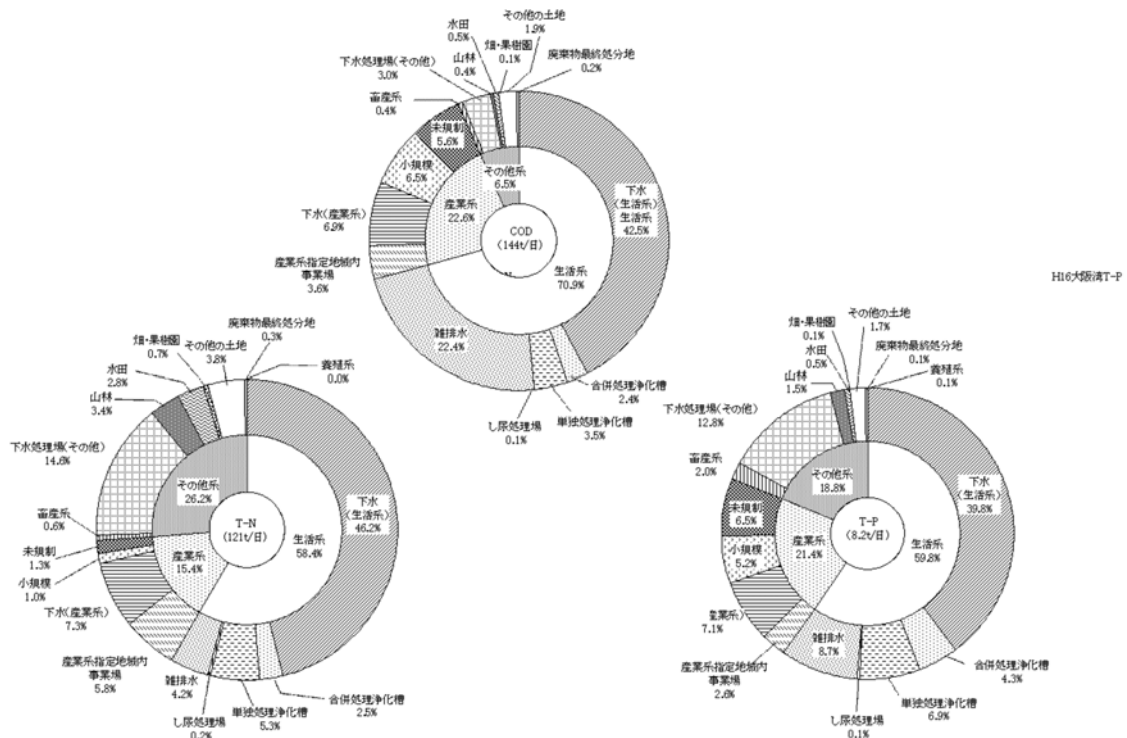 その他の土地
1.9%
水田
0.5%
畑・果樹園
0.1%
山林
0.4%
廃棄物最終処分地
0.2%
下水処理場(その他)
3.0%
畜産系
0.4%
未規制
5.6%
小規模
6.5%
下水(産業系)
6.9%
産業系指定地域内
事業場
3.6%
その他系
6.5%
産業系
22.6%
COD
(144t/日)
生活系
70.9%
下水
(生活系)
生活系
42.5%
雑排水
22.4%
合併処理浄化槽
2.4%
単独処理浄化槽
3.5%
し尿処理場
0.1%
H16大阪湾T-P
廃棄物最終処分地
0.3%
その他の土地
3.8%
畑・果樹園
0.7%
養殖系
0.0%
水田
2.8%
山林
3.4%
下水処理場(その他)
14.6%
畜産系
0.6%
未規制
1.3%
小規模
1.0%
下水(産業系)
7.3%
産業系指定地域内
事業場
5.8%
その他系
26.2%
産業系
15.4%
T-N
(121t/日)
生活系
58.4%
下水
(生活系)
46.2%
雑排水
4.2%
し尿処理場
0.2%
単独処理浄化槽
5.3%
合併処理浄化槽
2.5%
その他の土地
1.7%
畑・果樹園
0.1%
水田
0.5%
廃棄物最終処分地
0.1%
養殖系
0.1%
山林
1.5%
下水処理場(その他)
12.8%
畜産系
2.0%
未規制
6.5%
小規模
5.2%
産業系)
7.1%
産業系指定地域内
事業場
2.6%
その他系
18.8%
産業系
21.4%
T-P
(8.2t/日)
生活系
59.8%
下水
(生活系)
39.8%
雑排水
8.7%
し尿処理場
0.1%
単独処理浄化槽
6.9%
合併処理浄化槽
4.3%